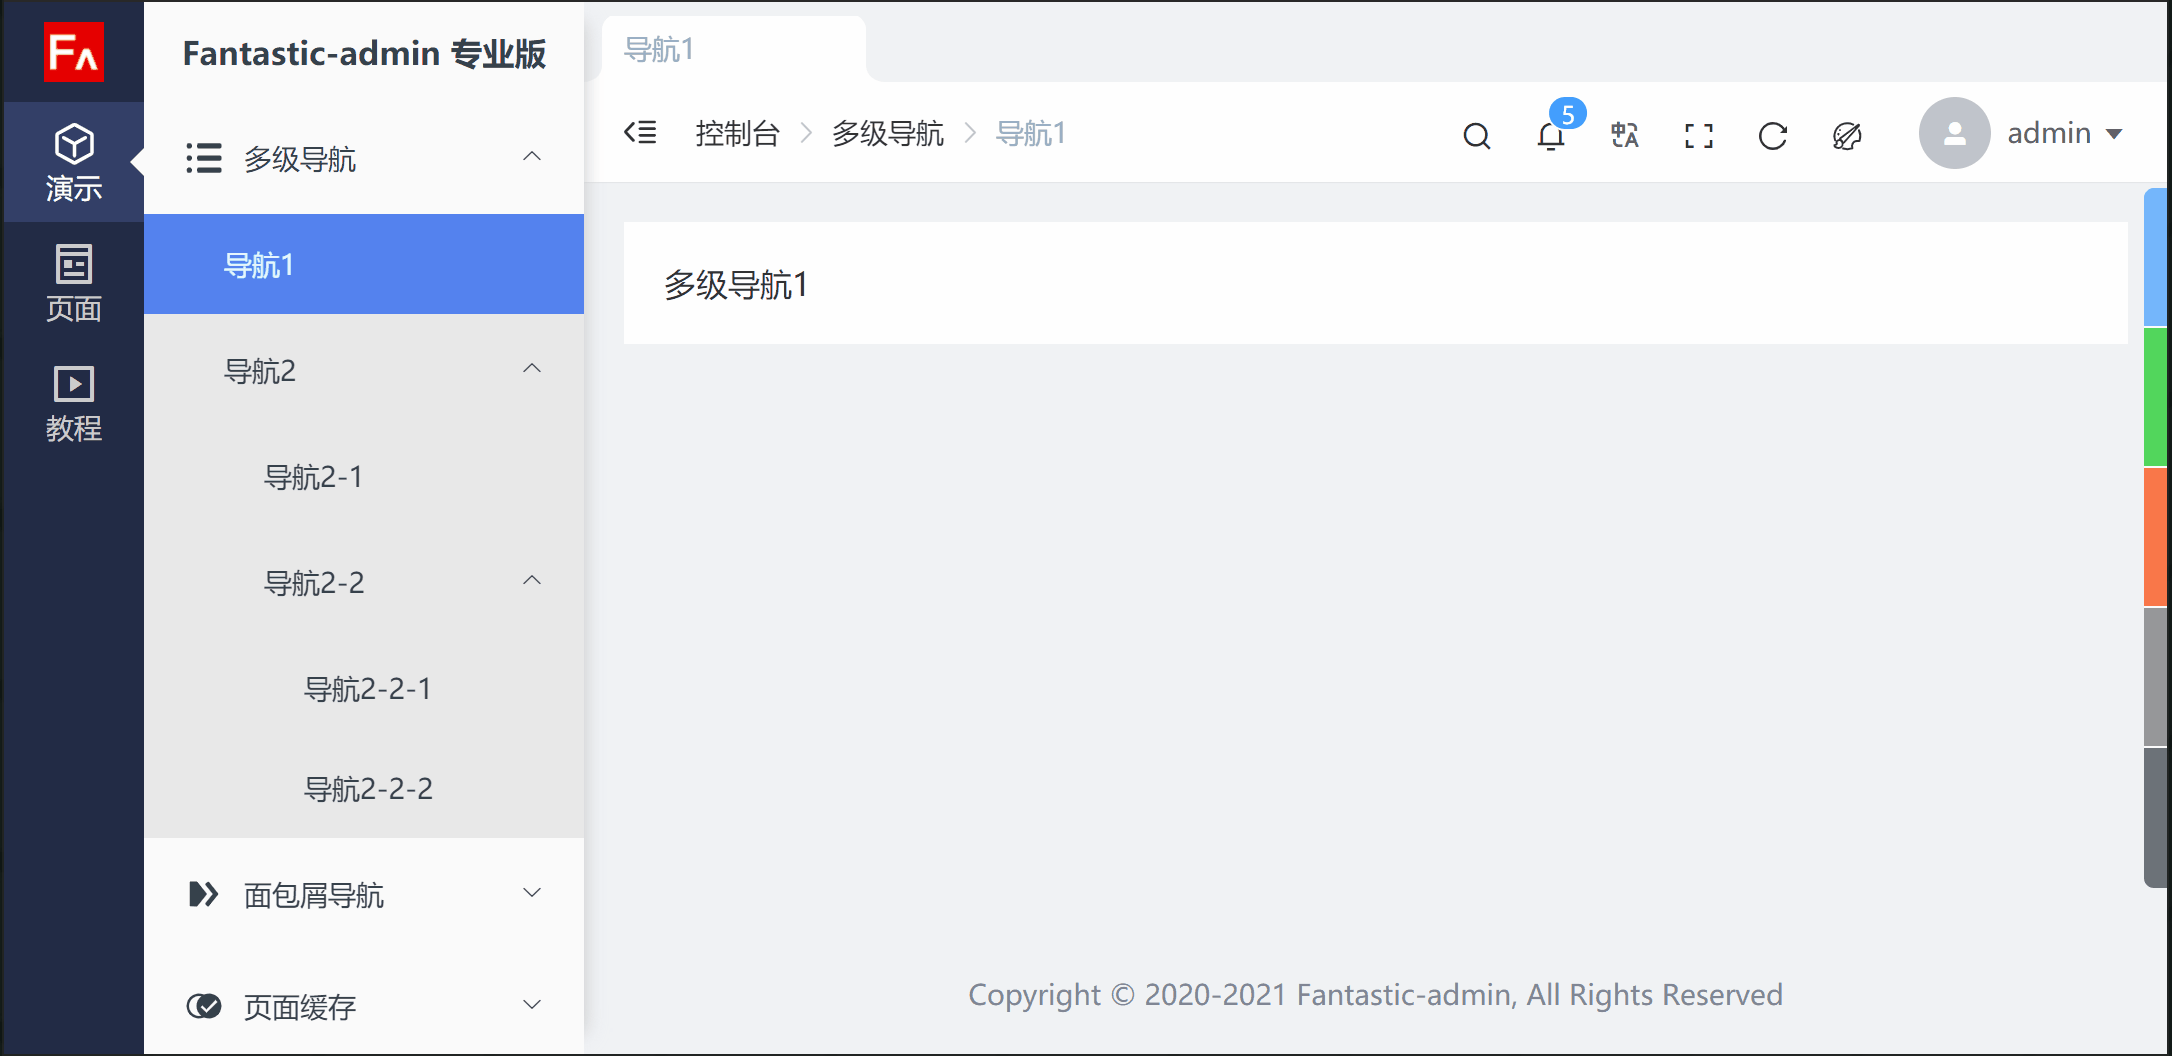 FA
演示
页面
教程
Fantastic-admin 专业版
多级导航
导航1
导航2
导航2-1
导航2-2
导航2-2-1
导航2-2-2
面包屑导航
页面缓存
导航1
控制台 > 多级导航 > 导航1
5
中A
admin
多级导航1
Copyright © 2020-2021 Fantastic-admin, All Rights Reserved